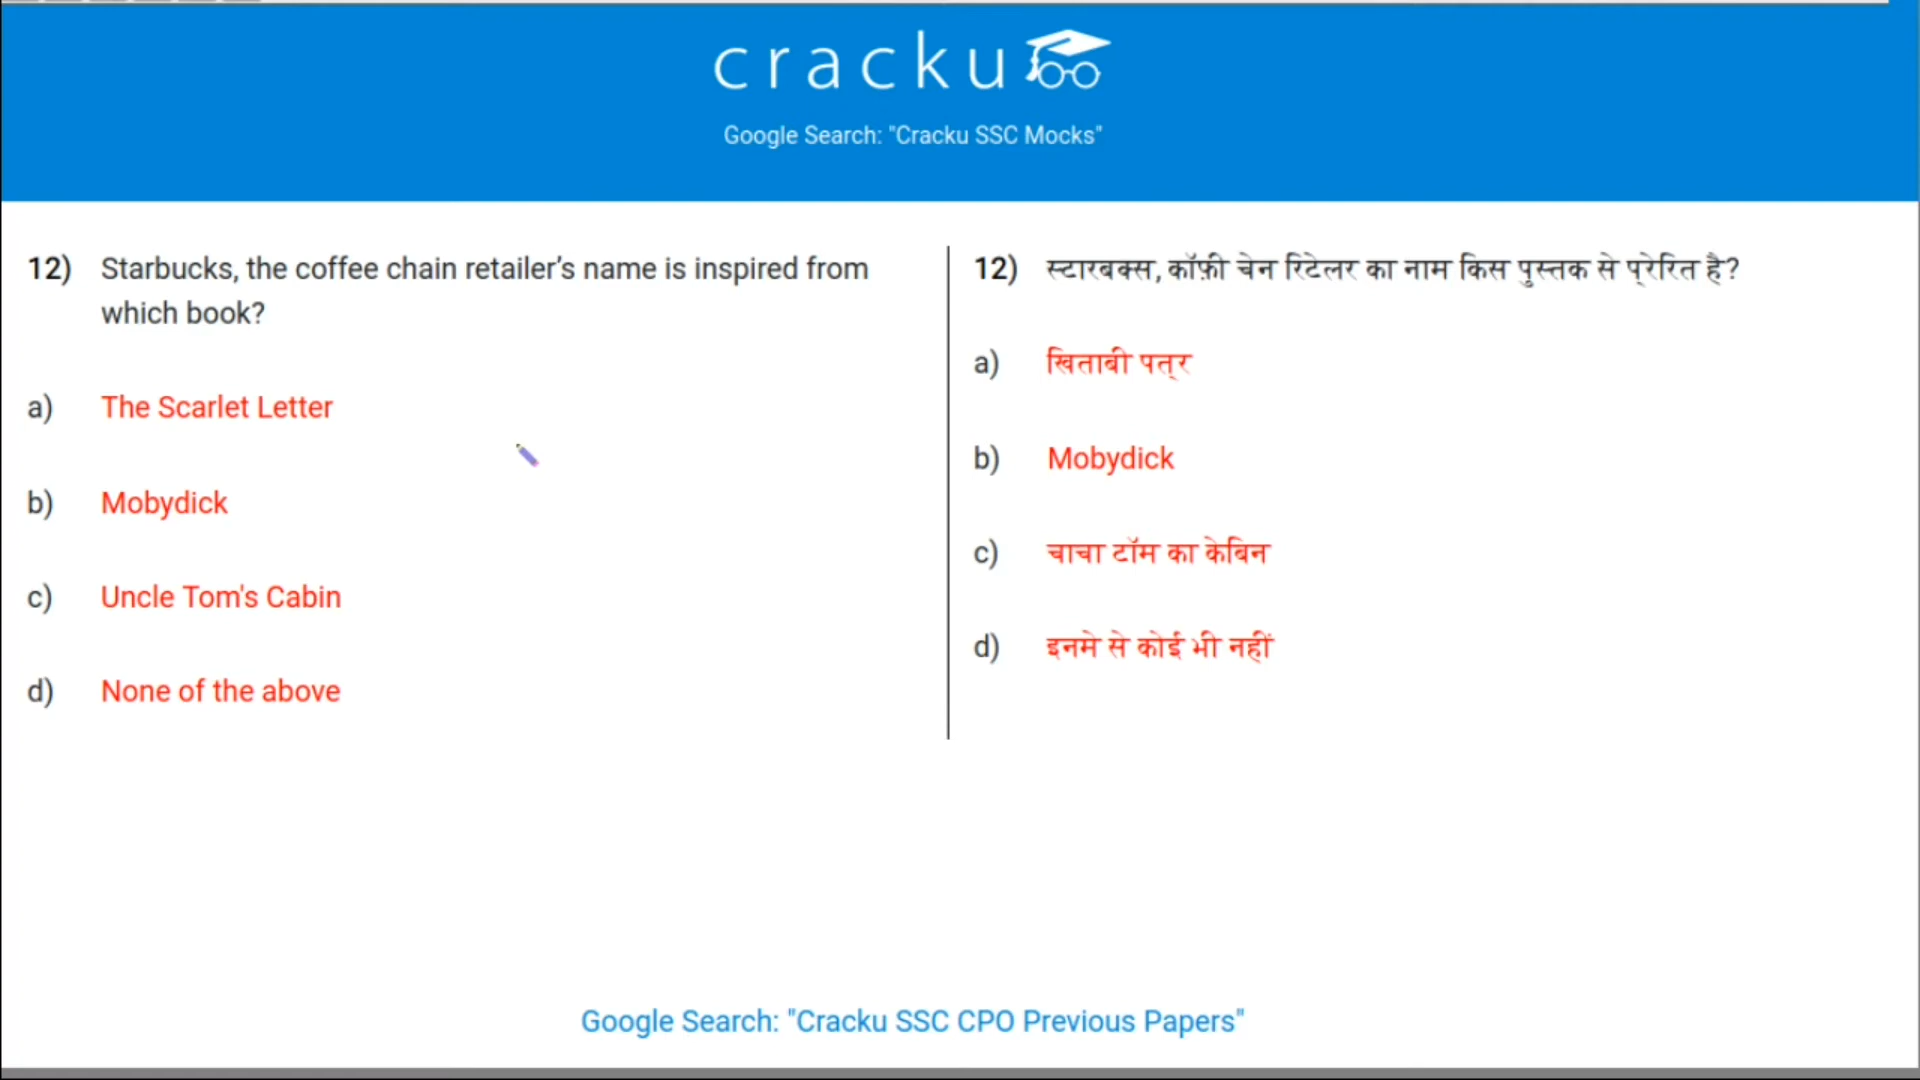 cracku
Google Search: "Cracku SSC Mocks"
12) Starbucks, the coffee chain retailer’s name is inspired from
which book?
a) The Scarlet Letter
b) Mobydick
c) Uncle Tom's Cabin
d) None of the above
12) स्टारबक्स, कॉफ़ी चेन रिटेलर का नाम किस पुस्तक से प्रेरित है?
a) खिताबी पत्र
b) Mobydick
c) चाचा टॉम का केबिन
d) इनमे से कोई भी नहीं
Google Search: "Cracku SSC CPO Previous Papers"